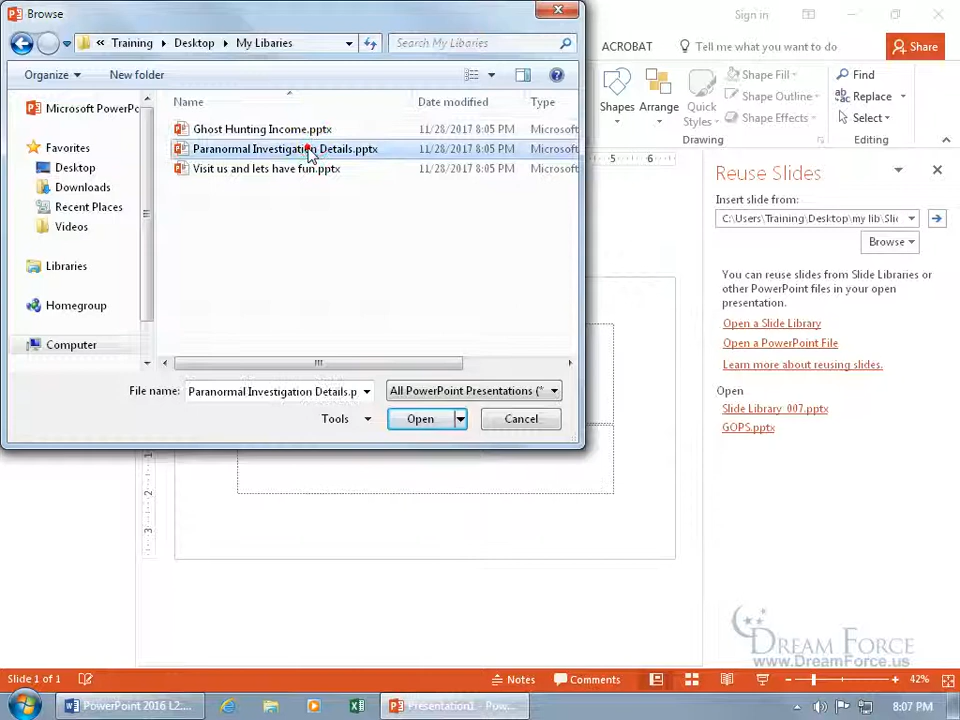 Browse
Sign in
« Training Desktop My Libaries
Search My Libaries
ACROBAT
Tell me what you want to do
Share
Organize
New folder
Shapes
Arrange
Quick Styles
Shape Fill
Shape Outline
Shape Effects
Drawing
Find
Replace
Select
Editing
Microsoft PowerPo
Favorites
Desktop
Downloads
Recent Places
Videos
Libraries
Homegroup
Computer
Name Date modified Type
Ghost Hunting Income.pptx 11/28/2017 8:05 PM Microsoft
Paranormal Investigation Details.pptx 11/28/2017 8:05 PM Microsoft
Visit us and lets have fun.pptx 11/28/2017 8:05 PM Microsoft
File name: Paranormal Investigation Details.p
All PowerPoint Presentations (*
Tools
Open
Cancel
5 6
1
2
3
Reuse Slides
Insert slide from:
C:\Users\Training\Desktop\my lib\Slic
Browse
You can reuse slides from Slide Libraries or
other PowerPoint files in your open
presentation.
Open a Slide Library
Open a PowerPoint File
Learn more about reusing slides.
Open
Slide Library_007.pptx
GOPS.pptx
DREAM FORCE
www.DreamForce.us
Slide 1 of 1
Notes
Comments
42%
PowerPoint 2016 L2:...
Presentation1 - Pow...
8:07 PM